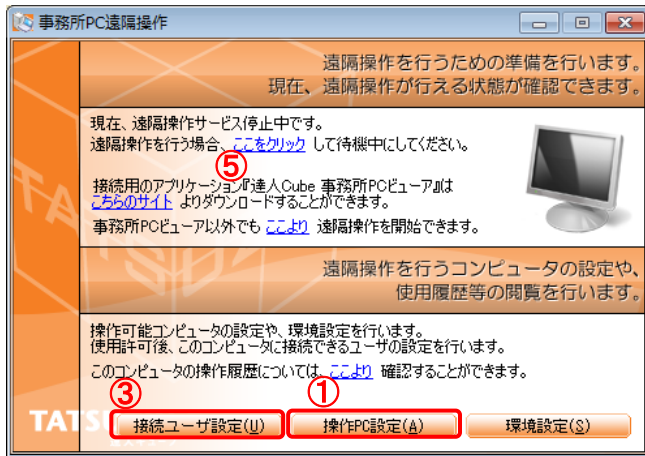 事務所PC遠隔操作
遠隔操作を行うための準備を行います。
現在、遠隔操作が行える状態が確認できます。
現在、遠隔操作サービス停止中です。
遠隔操作を行う場合、ここをクリック して待機中にしてください。
⑤
接続用のアプリケーション『達人Cube 事務所PCビューア』は
こちらのサイト よりダウンロードすることができます。
事務所PCビューア以外でも ここより 遠隔操作を開始できます。
遠隔操作を行うコンピュータの設定や、
使用履歴等の閲覧を行います。
操作可能コンピュータの設定や、環境設定を行います。
使用許可後、このコンピュータに接続できるユーザの設定を行います。
このコンピュータの操作履歴については、ここより 確認することができます。
③ ①
接続ユーザ設定(U) 操作PC設定(A) 環境設定(S)